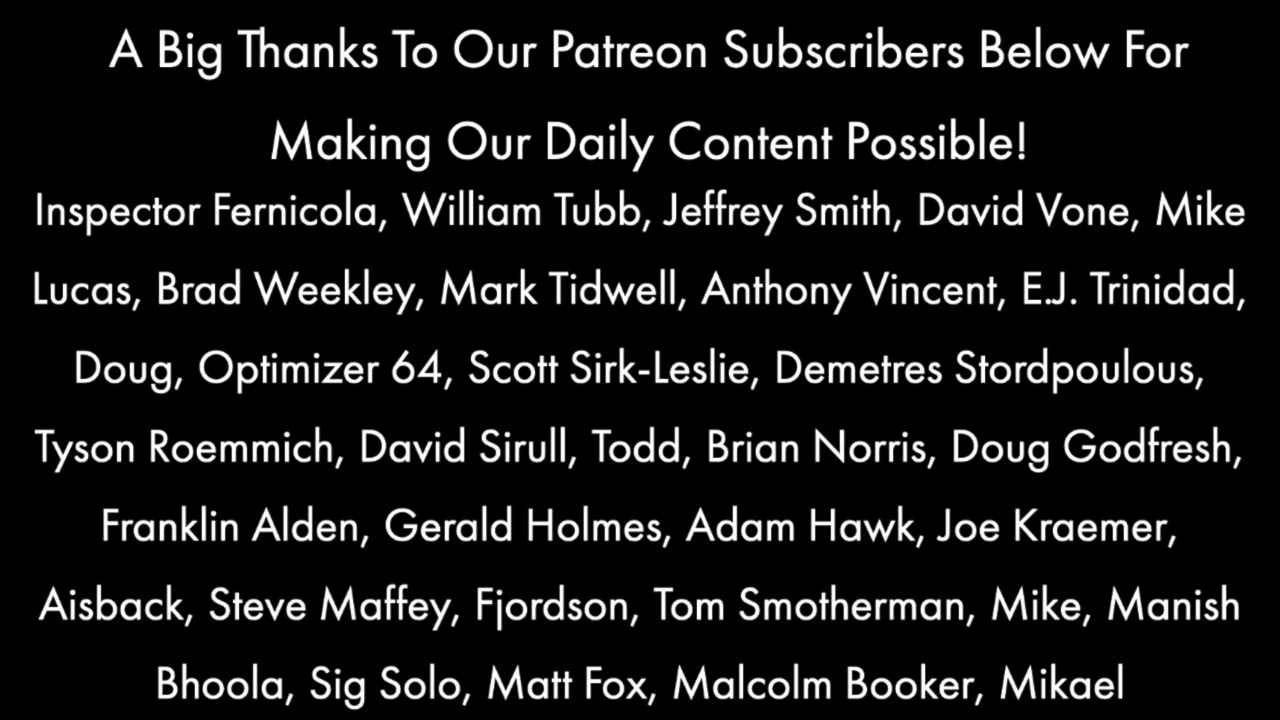 A Big Thanks To Our Patreon Subscribers Below For
Making Our Daily Content Possible!
Inspector Fernicola, William Tubb, Jeffrey Smith, David Vone, Mike
Lucas, Brad Weekley, Mark Tidwell, Anthony Vincent, E.J. Trinidad,
Doug, Optimizer 64, Scott Sirk-Leslie, Demetres Stordpoulous,
Tyson Roemmich, David Sirull, Todd, Brian Norris, Doug Godfresh,
Franklin Alden, Gerald Holmes, Adam Hawk, Joe Kraemer,
Aisback, Steve Maffey, Fjordson, Tom Smotherman, Mike, Manish
Bhoola, Sig Solo, Matt Fox, Malcolm Booker, Mikael